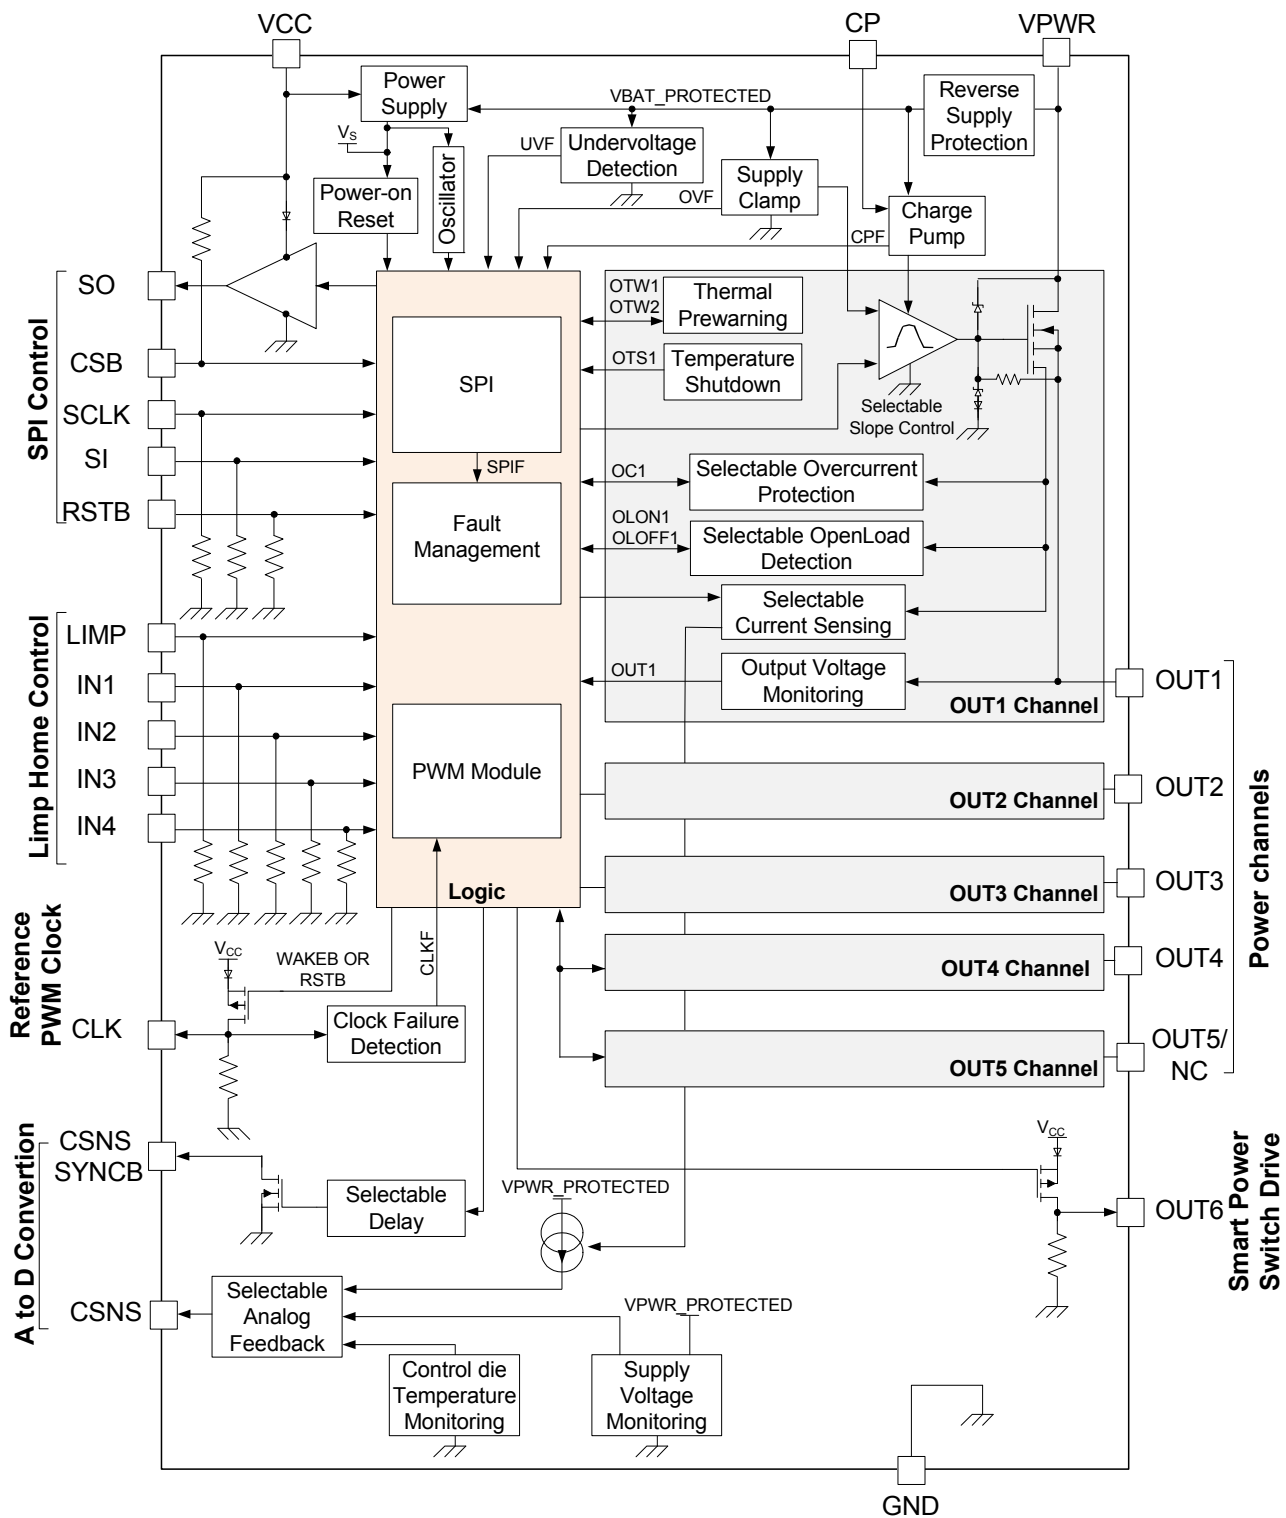 VCC
CP
VPWR
Power
Supply
VBAT_PROTECTED
Reverse
Supply
Protection
VS
UVF
Undervoltage
Detection
Oscillator
Power-on
Reset
OVF
Supply
Clamp
Charge
Pump
CPF
SPI Control
SO
CSB
SCLK
SI
RSTB
OTW1
OTW2
Thermal
Prewarning
OTS1
Temperature
Shutdown
Selectable
Slope Control
SPI
SPIF
Fault
Management
OC1
Selectable Overcurrent
Protection
OLON1
OLOFF1
Selectable OpenLoad
Detection
Selectable
Current Sensing
OUT1
Output Voltage
Monitoring
OUT1 Channel
Limp Home Control
LIMP
IN1
IN2
IN3
IN4
PWM Module
Logic
OUT2 Channel
OUT3 Channel
OUT4 Channel
OUT5 Channel
Power channels
OUT1
OUT2
OUT3
OUT4
OUT5/
NC
Reference
PWM Clock
CLK
VCC
WAKEB OR
RSTB
CLKF
Clock Failure
Detection
A to D Convertion
CSNS
SYNCB
Selectable
Delay
VPWR_PROTECTED
VCC
OUT6
Smart Power
Switch Drive
CSNS
Selectable
Analog
Feedback
VPWR_PROTECTED
Control die
Temperature
Monitoring
Supply
Voltage
Monitoring
GND